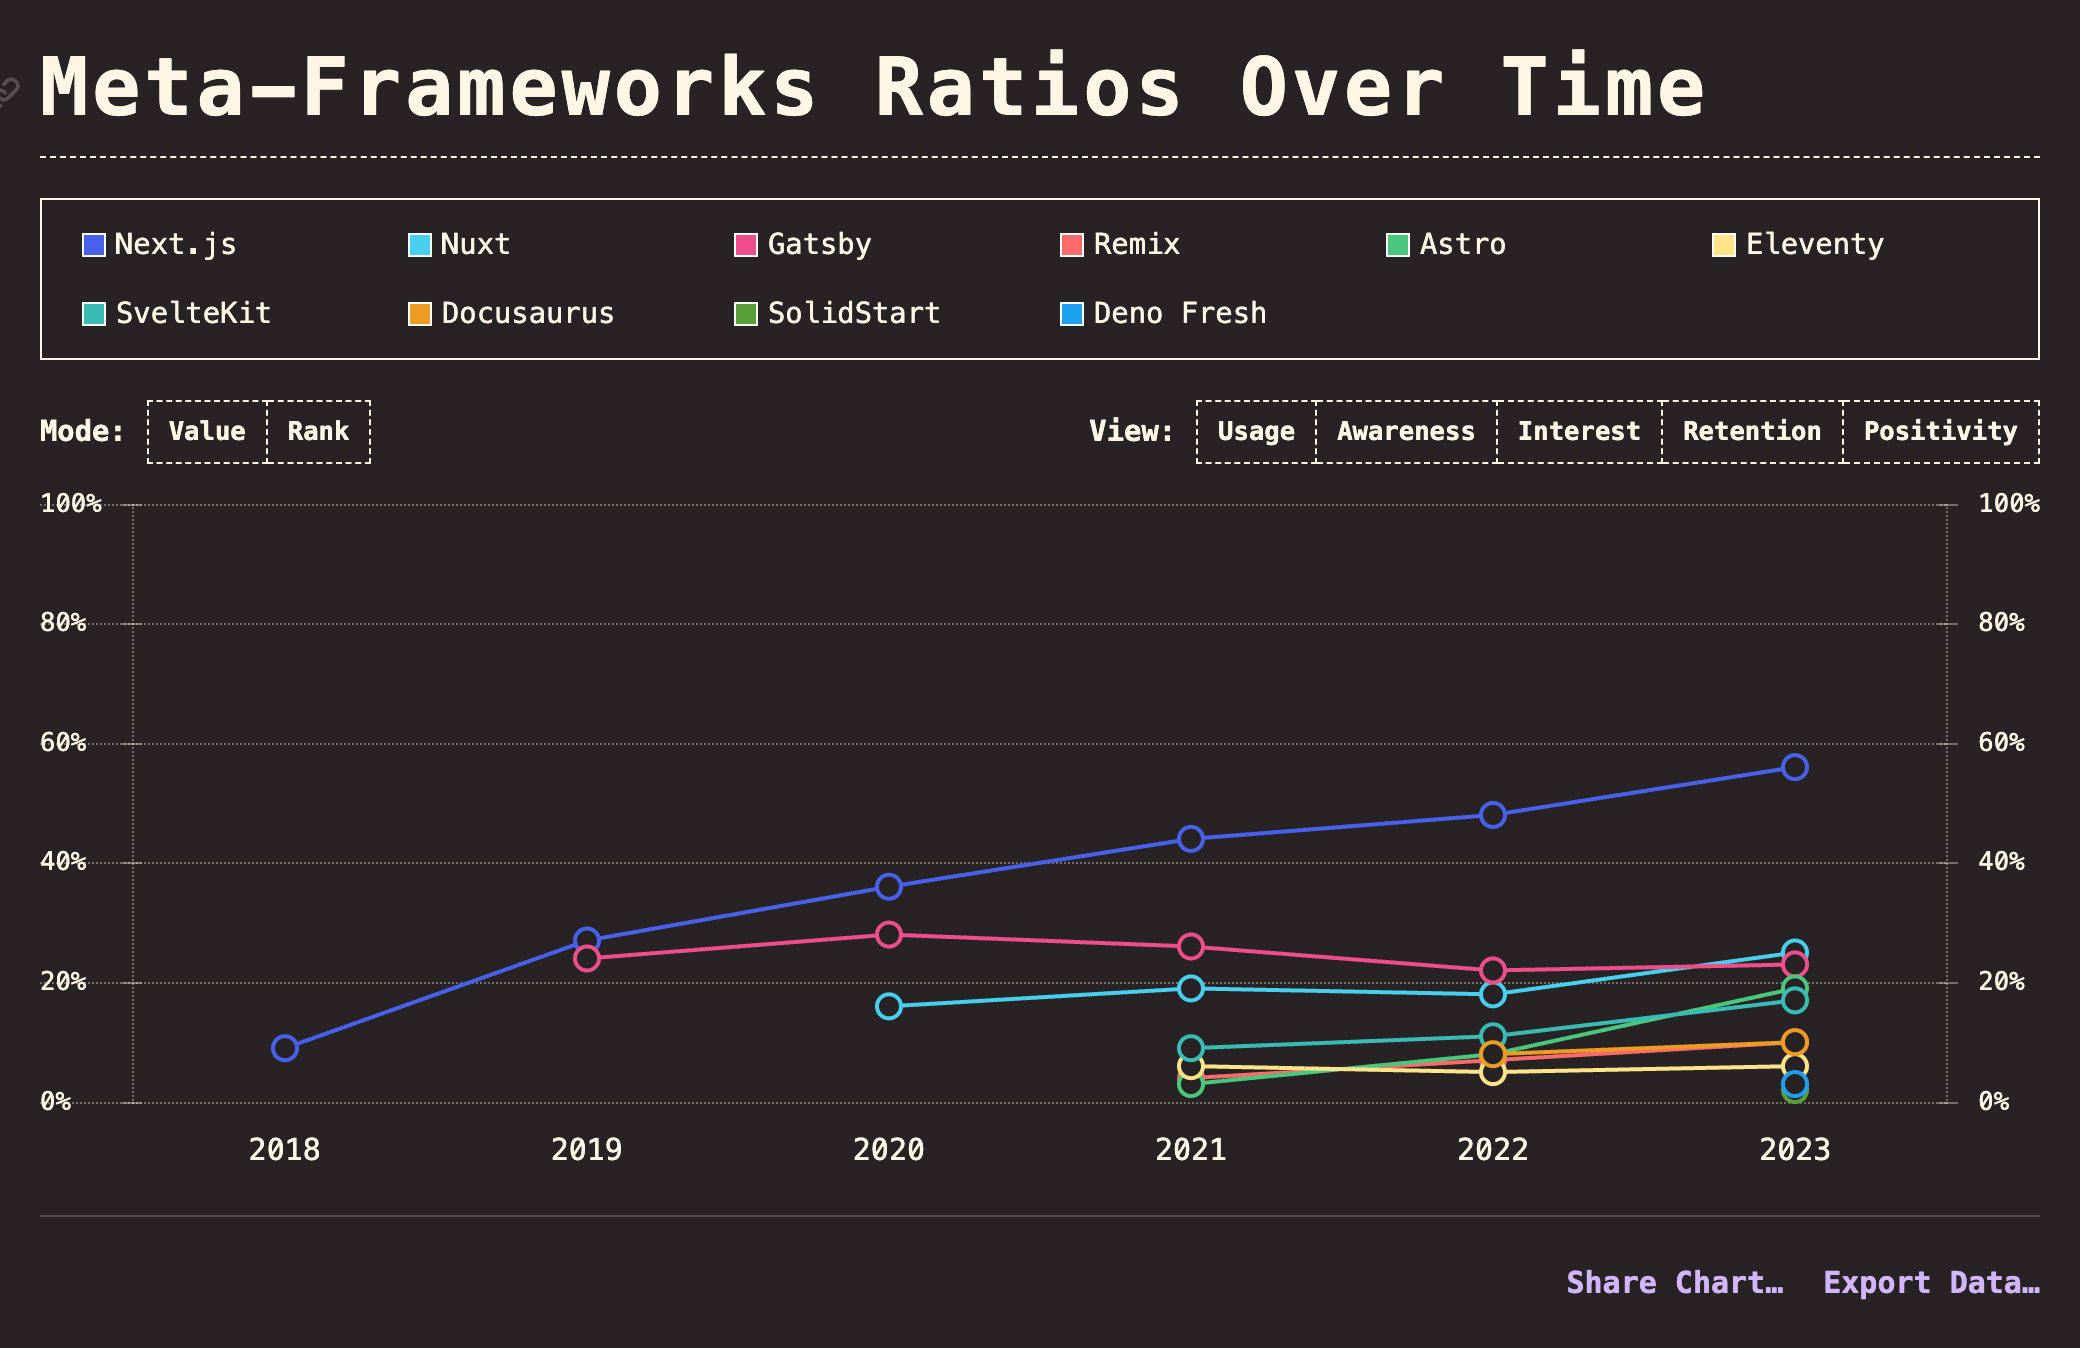 Meta-Frameworks Ratios Over Time
Next.js Nuxt Gatsby Remix Astro Eleventy
SvelteKit Docusaurus SolidStart Deno Fresh
Mode: Value Rank View: Usage Awareness Interest Retention Positivity
100% 100%
80% 80%
60% 60%
40% 40%
20% 20%
0% 0%
2018 2019 2020 2021 2022 2023
Share Chart… Export Data…